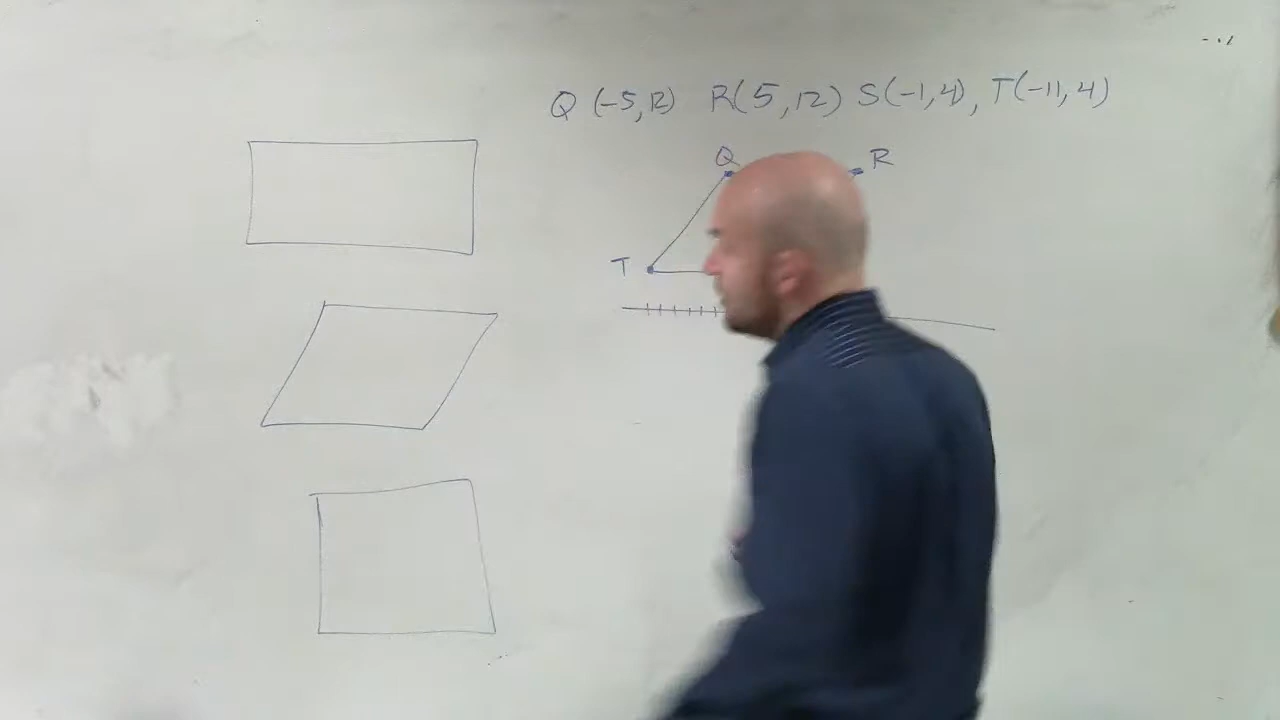 Q (-5,12) R(5,12) S(-1,4), T(-11,4)
Q R
T